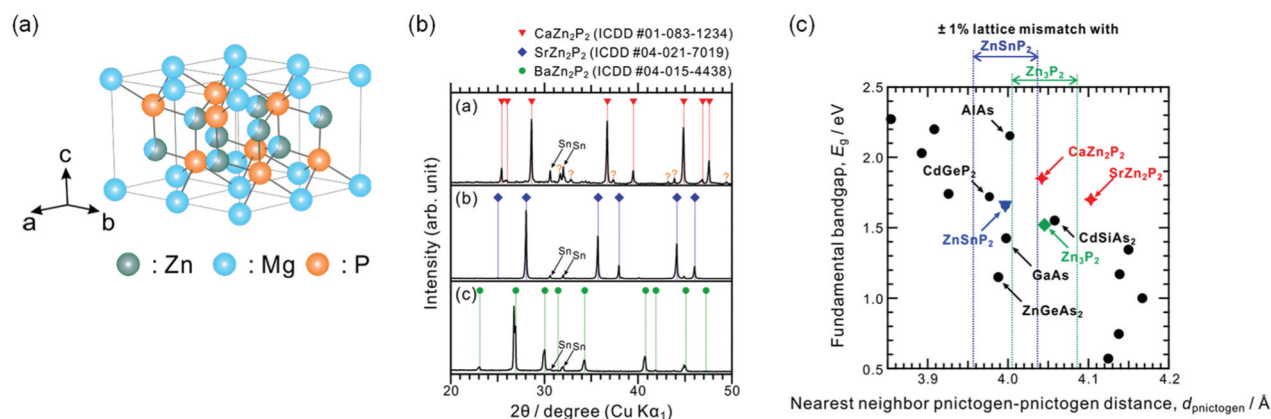 (a)
c
a
b
: Zn
: Mg
: P
(b)
CaZn₂P₂ (ICDD #01-083-1234)
SrZn₂P₂ (ICDD #04-021-7019)
BaZn₂P₂ (ICDD #04-015-4438)
(a)
Sn
Sn
?
?
?
?
?
?
(b)
Sn
Sn
(c)
Sn
Sn
Intensity (arb. unit)
20 30 40 50
2θ / degree (Cu Kα₁)
(c)
± 1% lattice mismatch with
ZnSnP₂
Zn₃P₂
2.5
2.0
1.5
1.0
0.5
Fundamental bandgap, E_g / eV
AlAs
CaZn₂P₂
CdGeP₂
SrZn₂P₂
ZnSnP₂
CdSiAs₂
Zn₃P₂
GaAs
ZnGeAs₂
3.9 4.0 4.1 4.2
Nearest neighbor pnictogen-pnictogen distance, d_pnictogen / Å